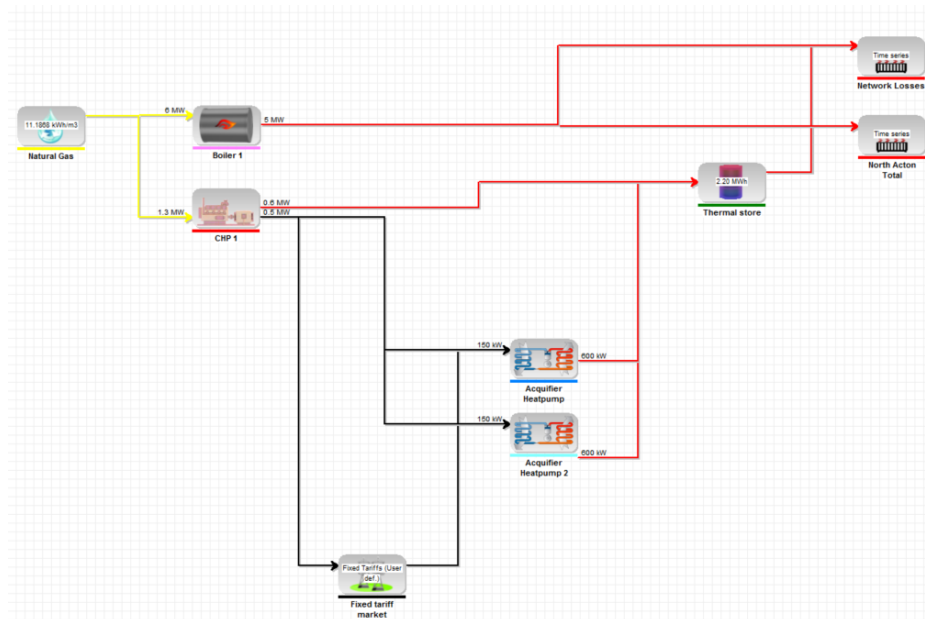 Time series
Network Losses
6 MW
11.1868 kWh/m3
5 MW
Natural Gas
Boiler 1
Time series
North Acton
Total
2.20 MWh
Thermal store
0.6 MW
1.3 MW
0.5 MW
CHP 1
150 kW
600 kW
Acquifier
Heatpump
150 kW
600 kW
Acquifier
Heatpump 2
Fixed Tariffs (User
def.)
Fixed tariff
market